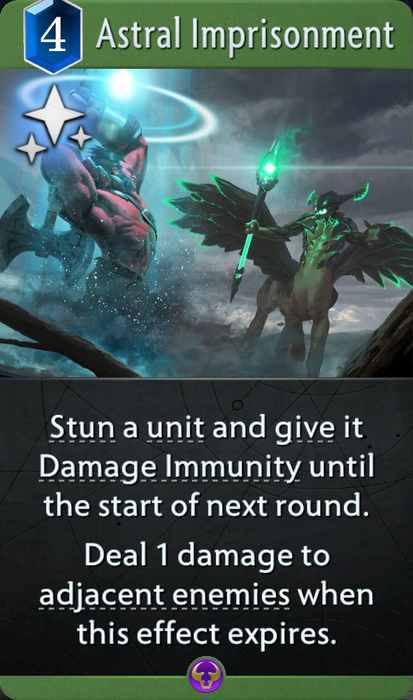 4
Astral Imprisonment
Stun a unit and give it
Damage Immunity until
the start of next round.
Deal 1 damage to
adjacent enemies when
this effect expires.